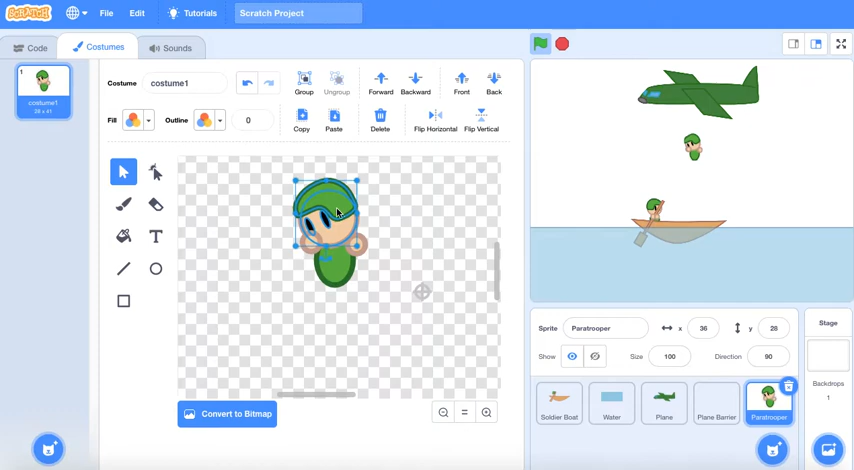 SCRATCH File Edit Tutorials Scratch Project
Code Costumes Sounds
1
costume1
28 x 41
Costume costume1 Group Ungroup Forward Backward Front Back
Fill Outline 0 Copy Paste Delete Flip Horizontal Flip Vertical
T
Convert to Bitmap
Sprite Paratrooper x 36 y 28
Show Size 100 Direction 90
Soldier Boat Water Plane Plane Barrier Paratrooper
Stage
Backdrops
1